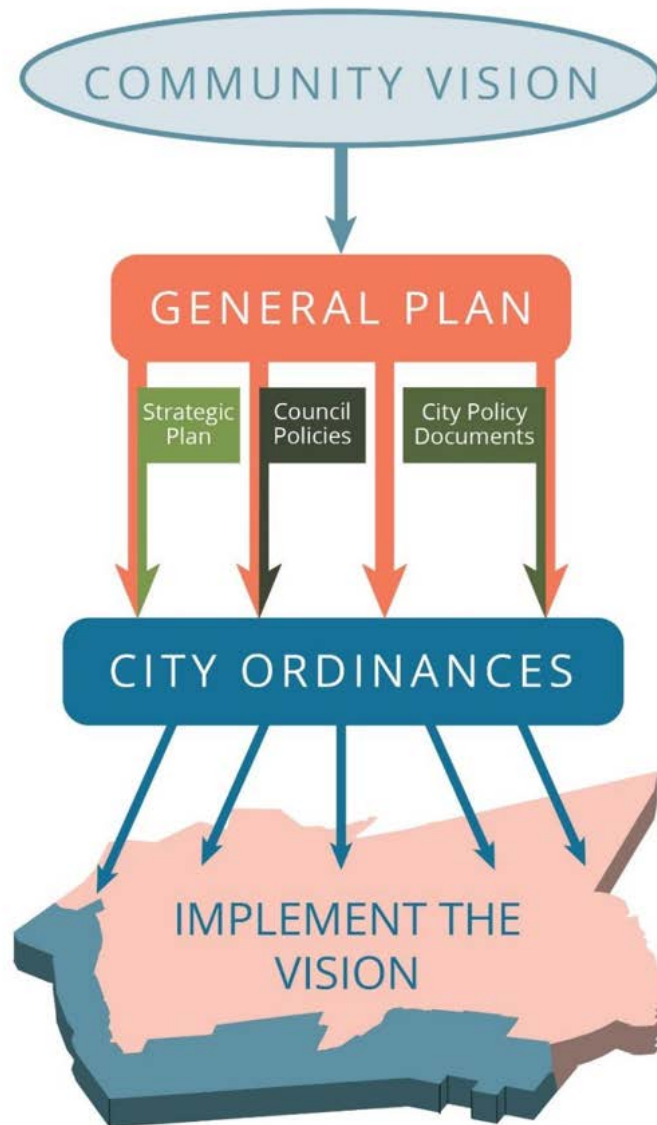 COMMUNITY VISION
GENERAL PLAN
Strategic
Plan
Council
Policies
City Policy
Documents
CITY ORDINANCES
IMPLEMENT THE
VISION